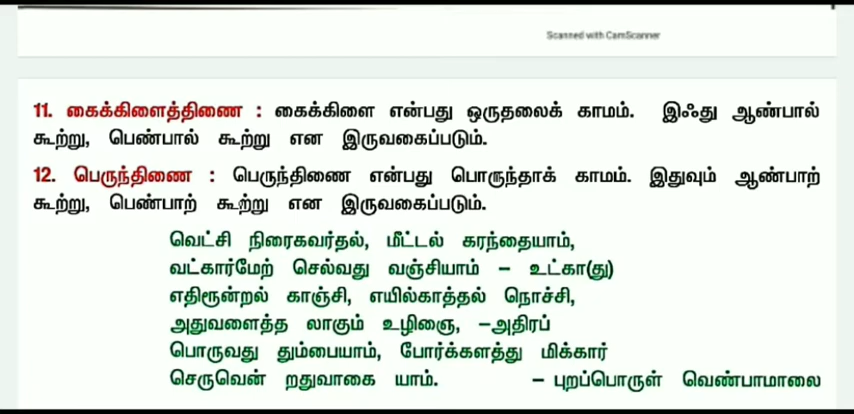 Scanned with CamScanner
11. கைக்கிளைத்திணை : கைக்கிளை என்பது ஒருதலைக் காமம். இஃது ஆண்பால்
கூற்று, பெண்பால் கூற்று என இருவகைப்படும்.
12. பெருந்திணை : பெருந்திணை என்பது பொருந்தாக் காமம். இதுவும் ஆண்பாற்
கூற்று, பெண்பாற் கூற்று என இருவகைப்படும்.
வெட்சி நிரைகவர்தல், மீட்டல் கரந்தையாம்,
வட்கார்மேற் செல்வது வஞ்சியாம் – உட்கா(து)
எதிரூன்றல் காஞ்சி, எயில்காத்தல் நொச்சி,
அதுவளைத்த லாகும் உழிஞை, –அதிரப்
பொருவது தும்பையாம், போர்க்களத்து மிக்கார்
செருவென் றதுவாகை யாம். – புறப்பொருள் வெண்பாமாலை